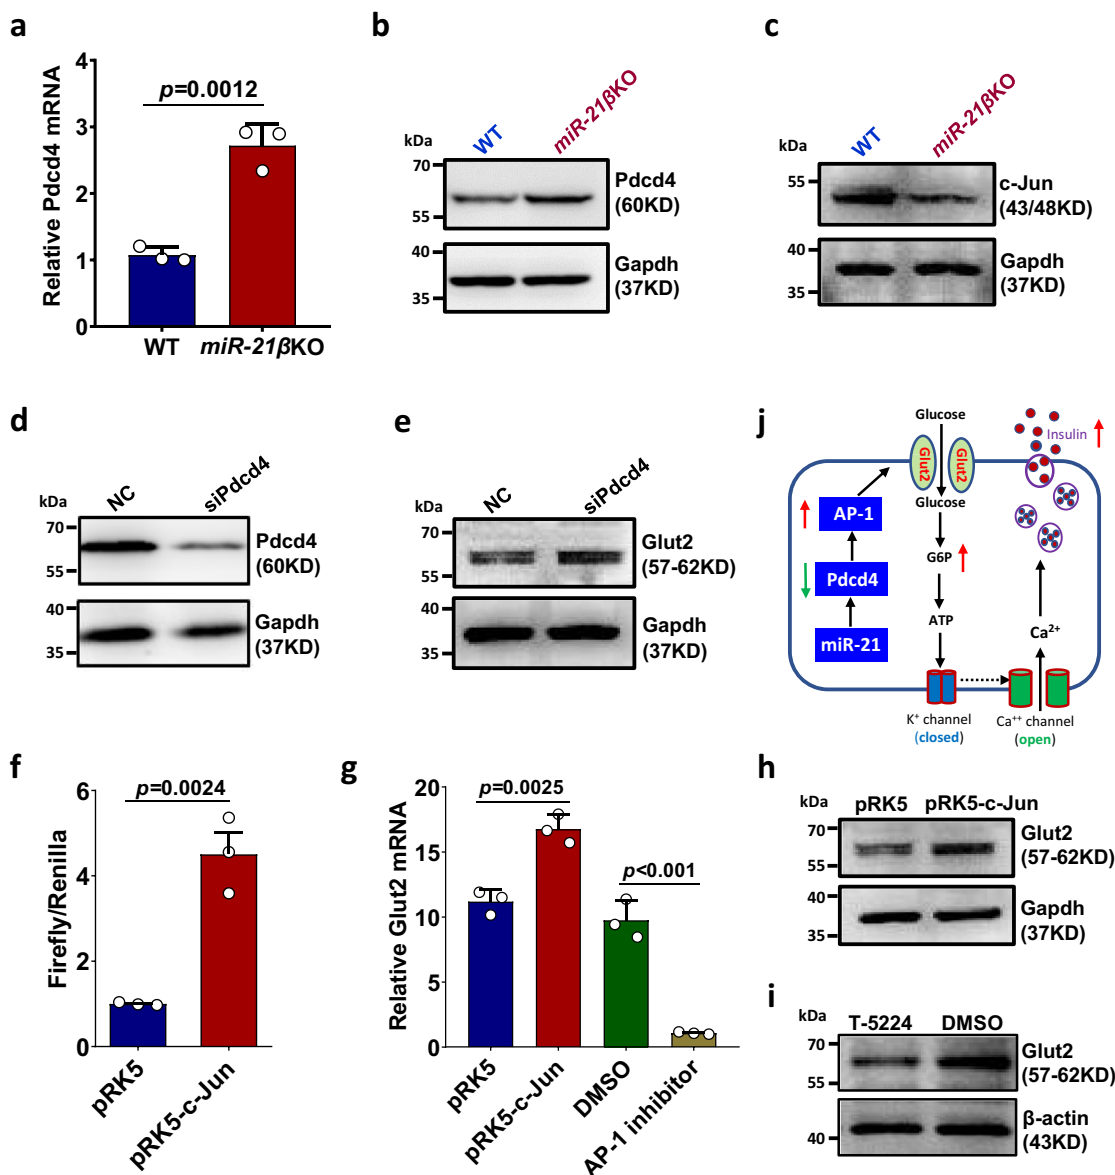 a
Relative Pdcd4 mRNA
4
3
2
1
0
p=0.0012
WT
miR-21βKO
b
kDa
WT
miR-21βKO
70
55
Pdcd4
(60KD)
40
35
Gapdh
(37KD)
c
kDa
WT
miR-21βKO
55
c-Jun
(43/48KD)
40
35
Gapdh
(37KD)
d
kDa
NC
siPdcd4
70
55
Pdcd4
(60KD)
40
35
Gapdh
(37KD)
e
kDa
NC
siPdcd4
70
55
Glut2
(57-62KD)
40
35
Gapdh
(37KD)
j
Glucose
Glut2
Glut2
Insulin
Glucose
AP-1
G6P
Pdcd4
ATP
miR-21
Ca2+
K+ channel
(closed)
Ca++ channel
(open)
f
Firefly/Renilla
6
4
2
0
p=0.0024
pRK5
pRK5-c-Jun
g
Relative Glut2 mRNA
20
15
10
5
0
p=0.0025
p<0.001
pRK5
pRK5-c-Jun
DMSO
AP-1 inhibitor
h
kDa
pRK5
pRK5-c-Jun
70
55
Glut2
(57-62KD)
40
35
Gapdh
(37KD)
i
kDa
T-5224
DMSO
70
55
Glut2
(57-62KD)
40
β-actin
(43KD)